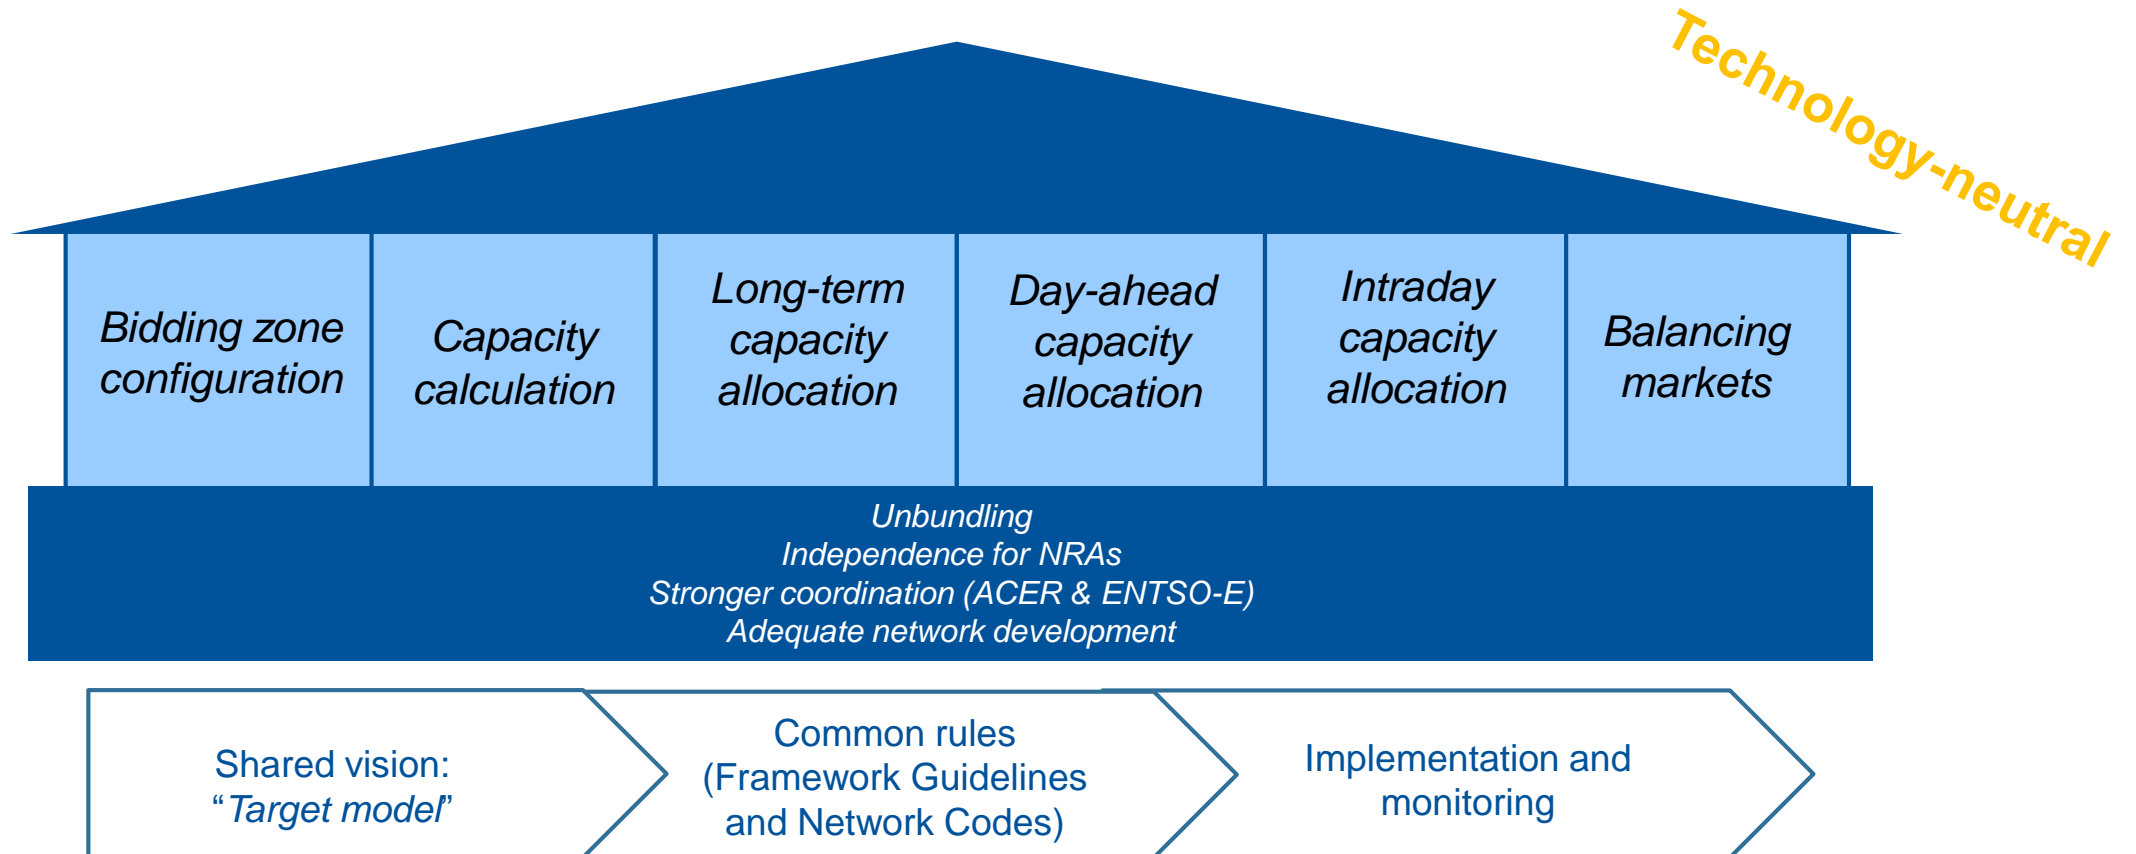 Technology-neutral
Bidding zone
configuration
Capacity
calculation
Long-term
capacity
allocation
Day-ahead
capacity
allocation
Intraday
capacity
allocation
Balancing
markets
Unbundling
Independence for NRAs
Stronger coordination (ACER & ENTSO-E)
Adequate network development
Shared vision:
“Target model”
Common rules
(Framework Guidelines
and Network Codes)
Implementation and
monitoring